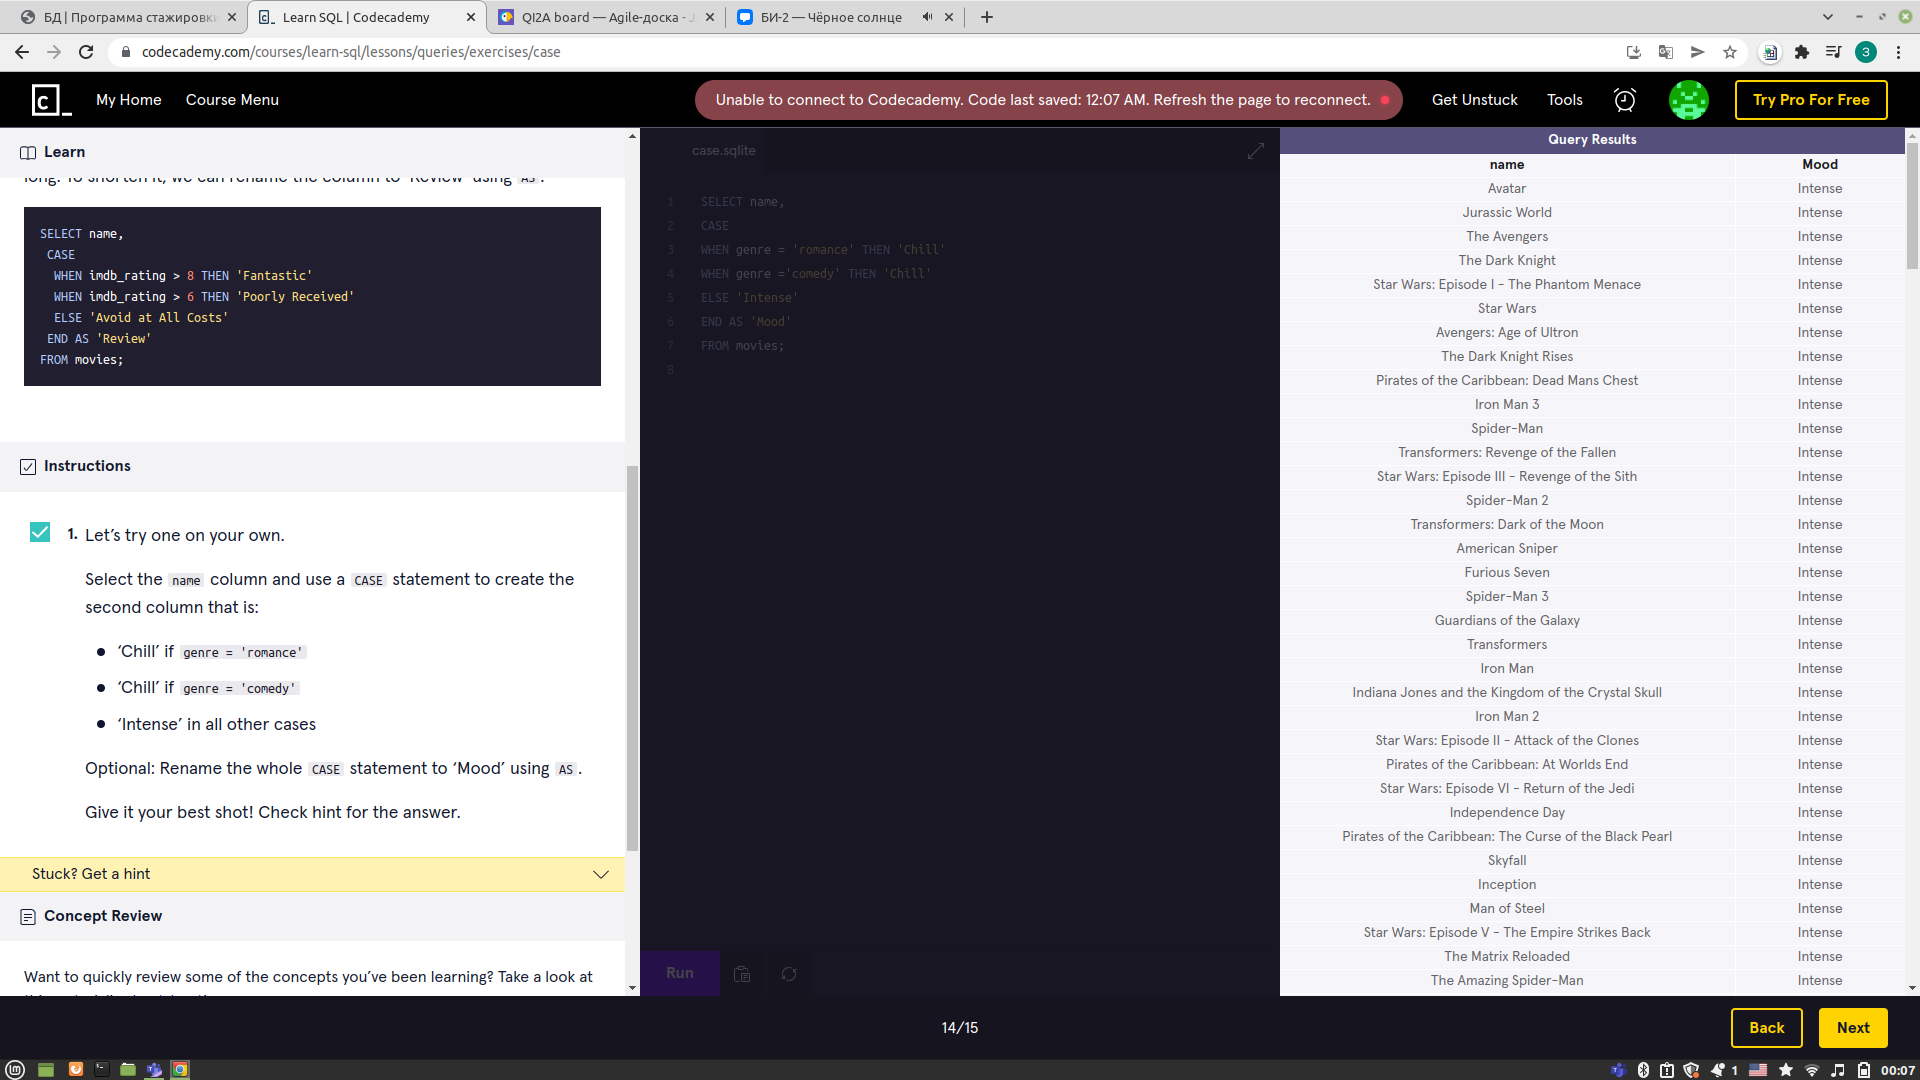 БД | Программа стажировки
Learn SQL | Codecademy
QI2A board — Agile-доска - J
БИ-2 — Чёрное солнце
codecademy.com/courses/learn-sql/lessons/queries/exercises/case
3
My Home
Course Menu
Unable to connect to Codecademy. Code last saved: 12:07 AM. Refresh the page to reconnect.
Get Unstuck
Tools
Try Pro For Free
Learn
long. To shorten it, we can rename the column to ‘Review’ using AS.
SELECT name,
CASE
WHEN imdb_rating > 8 THEN 'Fantastic'
WHEN imdb_rating > 6 THEN 'Poorly Received'
ELSE 'Avoid at All Costs'
END AS 'Review'
FROM movies;
Instructions
1. Let’s try one on your own.
Select the name column and use a CASE statement to create the
second column that is:
‘Chill’ if genre = 'romance'
‘Chill’ if genre = 'comedy'
‘Intense’ in all other cases
Optional: Rename the whole CASE statement to ‘Mood’ using AS.
Give it your best shot! Check hint for the answer.
Stuck? Get a hint
Concept Review
Want to quickly review some of the concepts you’ve been learning? Take a look at
case.sqlite
1 SELECT name,
2 CASE
3 WHEN genre = 'romance' THEN 'Chill'
4 WHEN genre ='comedy' THEN 'Chill'
5 ELSE 'Intense'
6 END AS 'Mood'
7 FROM movies;
8
Run
Query Results
name Mood
Avatar Intense
Jurassic World Intense
The Avengers Intense
The Dark Knight Intense
Star Wars: Episode I - The Phantom Menace Intense
Star Wars Intense
Avengers: Age of Ultron Intense
The Dark Knight Rises Intense
Pirates of the Caribbean: Dead Mans Chest Intense
Iron Man 3 Intense
Spider-Man Intense
Transformers: Revenge of the Fallen Intense
Star Wars: Episode III - Revenge of the Sith Intense
Spider-Man 2 Intense
Transformers: Dark of the Moon Intense
American Sniper Intense
Furious Seven Intense
Spider-Man 3 Intense
Guardians of the Galaxy Intense
Transformers Intense
Iron Man Intense
Indiana Jones and the Kingdom of the Crystal Skull Intense
Iron Man 2 Intense
Star Wars: Episode II - Attack of the Clones Intense
Pirates of the Caribbean: At Worlds End Intense
Star Wars: Episode VI - Return of the Jedi Intense
Independence Day Intense
Pirates of the Caribbean: The Curse of the Black Pearl Intense
Skyfall Intense
Inception Intense
Man of Steel Intense
Star Wars: Episode V - The Empire Strikes Back Intense
The Matrix Reloaded Intense
The Amazing Spider-Man Intense
14/15
Back
Next
1
00:07